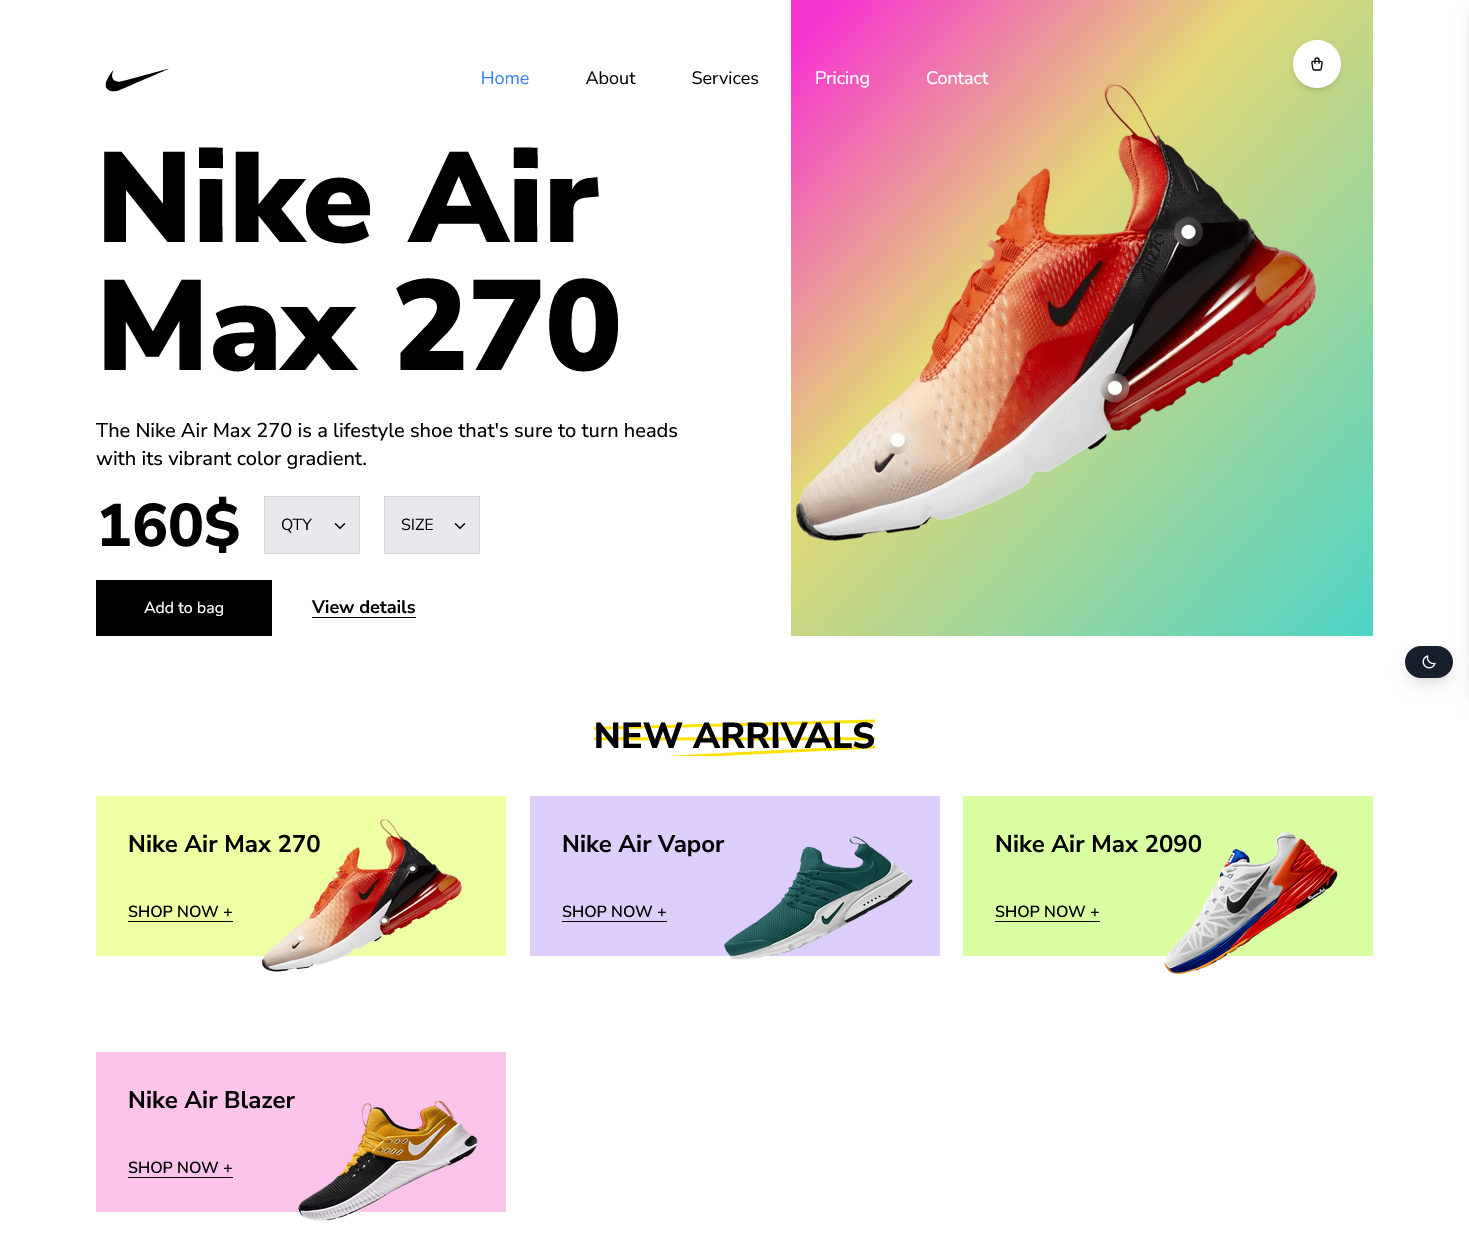 Home
About
Services
Pricing
Contact
Nike Air
Max 270
The Nike Air Max 270 is a lifestyle shoe that's sure to turn heads
with its vibrant color gradient.
160$
QTY
SIZE
Add to bag
View details
NEW ARRIVALS
Nike Air Max 270
SHOP NOW +
Nike Air Vapor
SHOP NOW +
Nike Air Max 2090
SHOP NOW +
Nike Air Blazer
SHOP NOW +